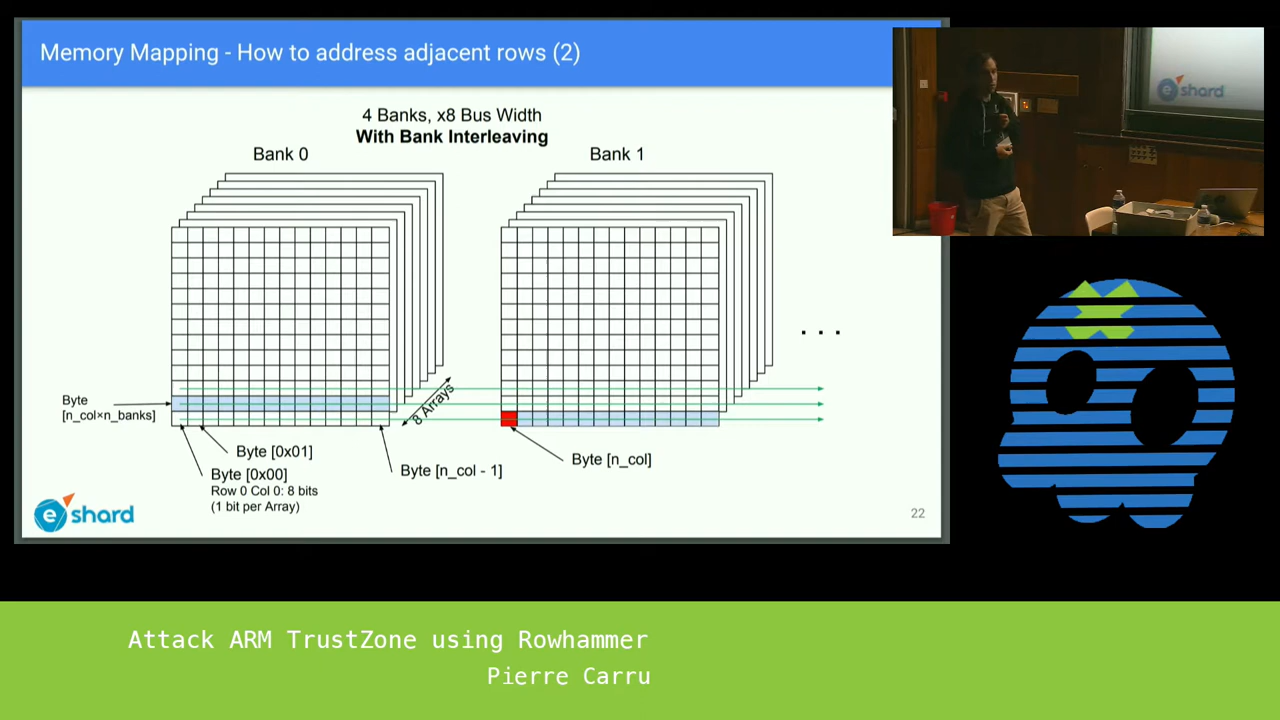 Memory Mapping - How to address adjacent rows (2)
4 Banks, x8 Bus Width
With Bank Interleaving
Bank 0
Bank 1
. . .
8 Arrays
Byte
[n_col×n_banks]
Byte [0x01]
Byte [0x00]
Row 0 Col 0: 8 bits
(1 bit per Array)
Byte [n_col - 1]
Byte [n_col]
eshard
22
eshard
Attack ARM TrustZone using Rowhammer
Pierre Carru